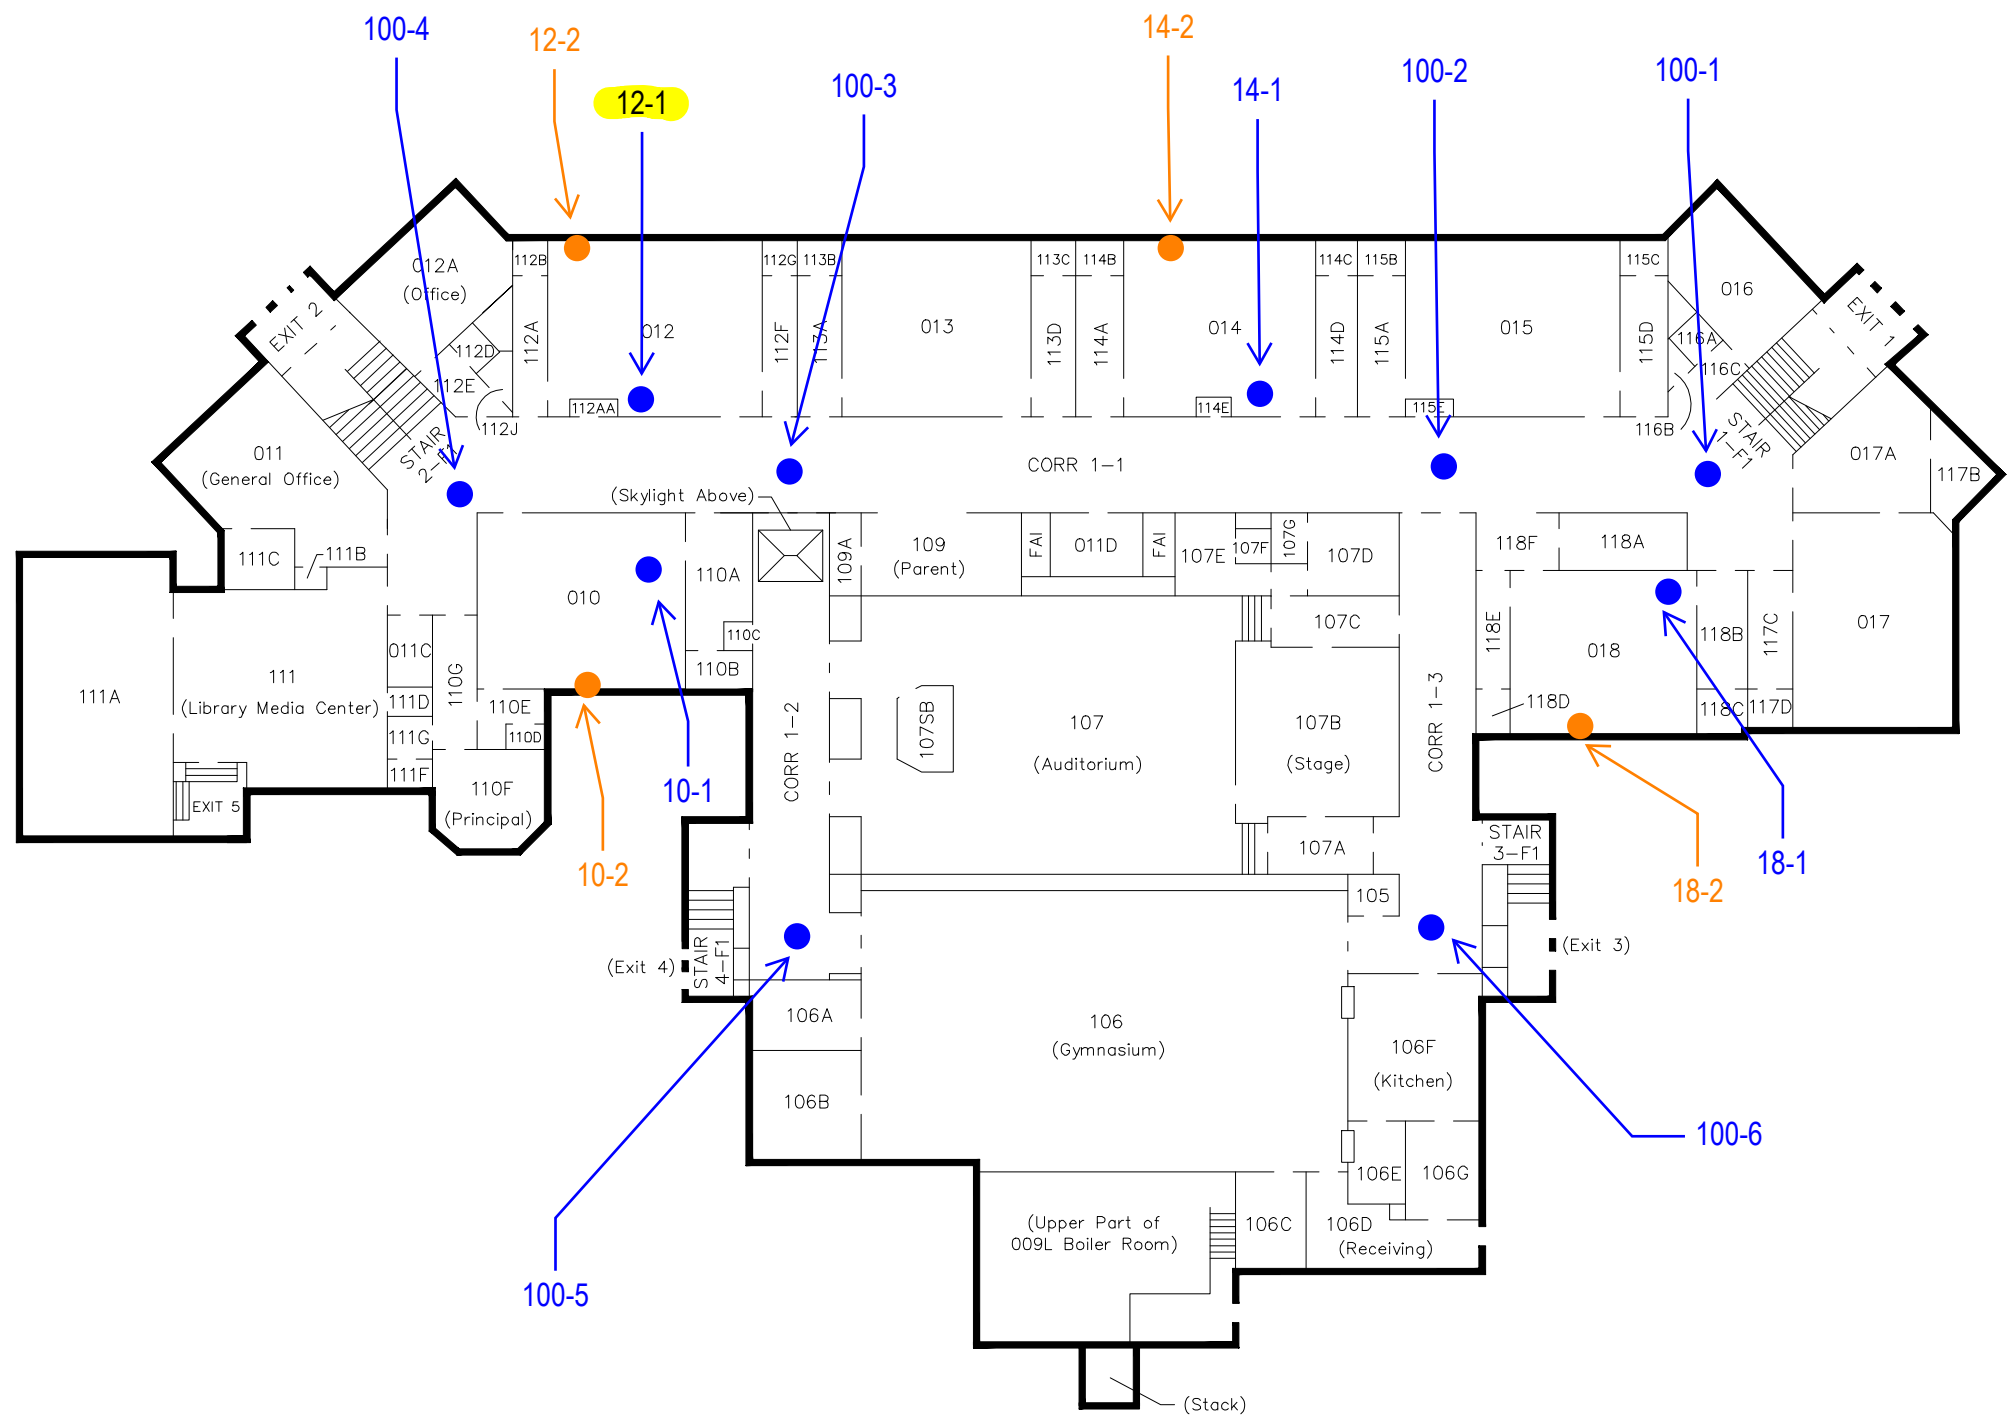 100-4
12-2
12-1
100-3
14-2
14-1
100-2
100-1
012A
(Office)
112B
112G
113B
113C
114B
114C
115B
115C
016
EXIT 2
EXIT 1
112D
112E
112A
012
112F
113A
013
113D
114A
014
114D
115A
015
115D
116A
116C
112AA
114E
115E
112J
116B
STAIR
2-F1
STAIR
1-F1
011
(General Office)
CORR 1-1
017A
117B
(Skylight Above)
111C
111B
110A
109A
109
(Parent)
FAI
011D
FAI
107E
107F
107G
107D
118F
118A
010
110C
110B
107C
118E
118B
117C
017
018
011C
110G
111A
111
(Library Media Center)
111D
110E
110D
111G
111F
110F
(Principal)
EXIT 5
CORR 1-2
107SB
107
(Auditorium)
107B
(Stage)
CORR 1-3
118D
118C
117D
10-1
10-2
18-1
18-2
STAIR
3-F1
107A
105
(Exit 4)
STAIR
4-F1
(Exit 3)
106A
106
(Gymnasium)
106F
(Kitchen)
106B
100-6
106E
106G
(Upper Part of
009L Boiler Room)
106C
106D
(Receiving)
100-5
(Stack)